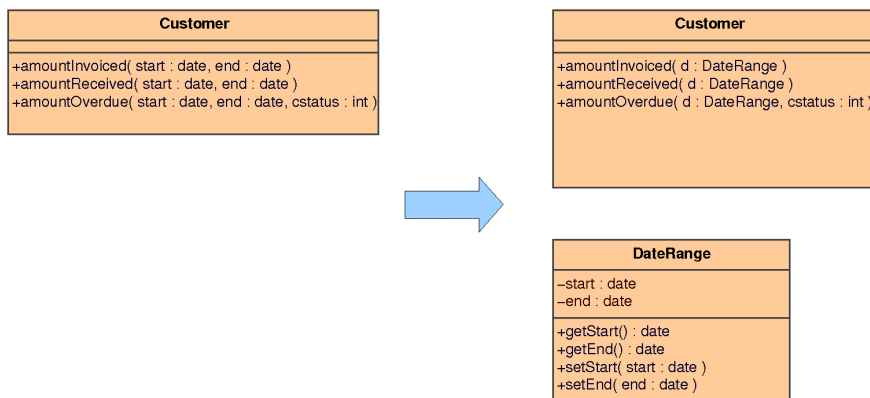 Customer
+amountInvoiced( start : date, end : date )
+amountReceived( start : date, end : date )
+amountOverdue( start : date, end : date, cstatus : int )
Customer
+amountInvoiced( d : DateRange )
+amountReceived( d : DateRange )
+amountOverdue( d : DateRange, cstatus : int )
DateRange
−start : date
−end : date
+getStart() : date
+getEnd() : date
+setStart( start : date )
+setEnd( end : date )